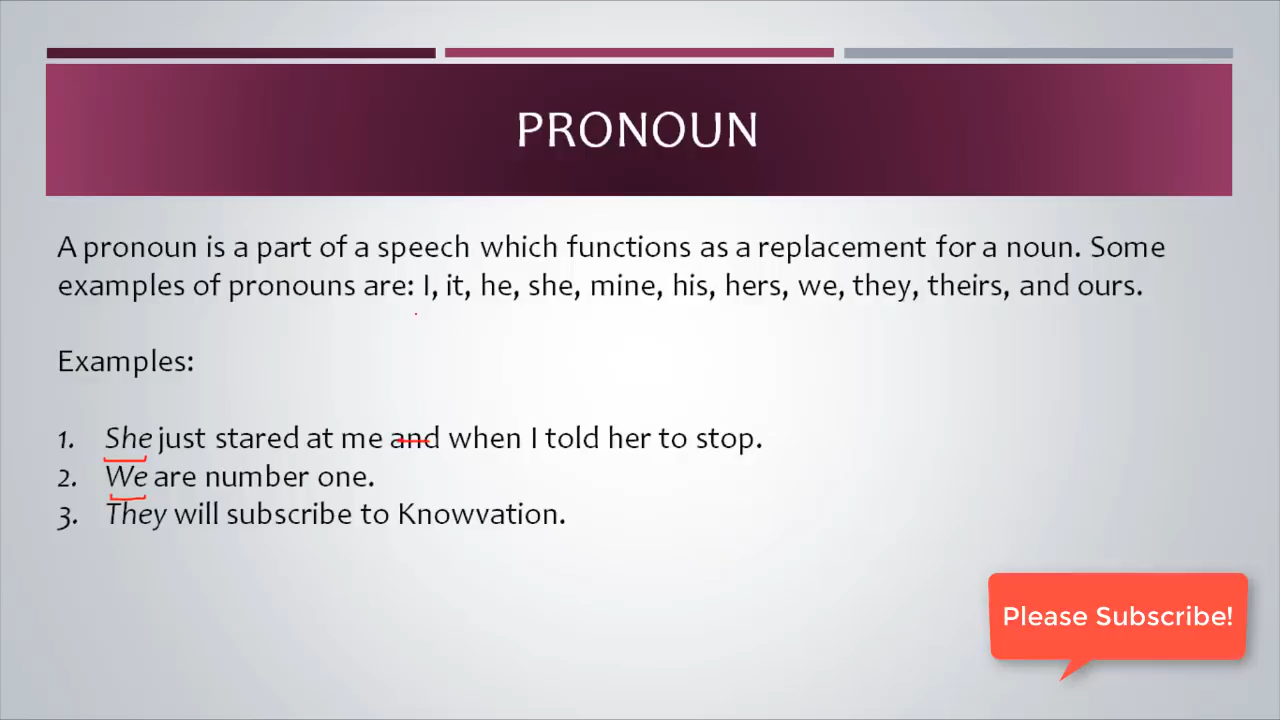 PRONOUN
A pronoun is a part of a speech which functions as a replacement for a noun. Some
examples of pronouns are: I, it, he, she, mine, his, hers, we, they, theirs, and ours.
Examples:
1. She just stared at me and when I told her to stop.
2. We are number one.
3. They will subscribe to Knowvation.
Please Subscribe!